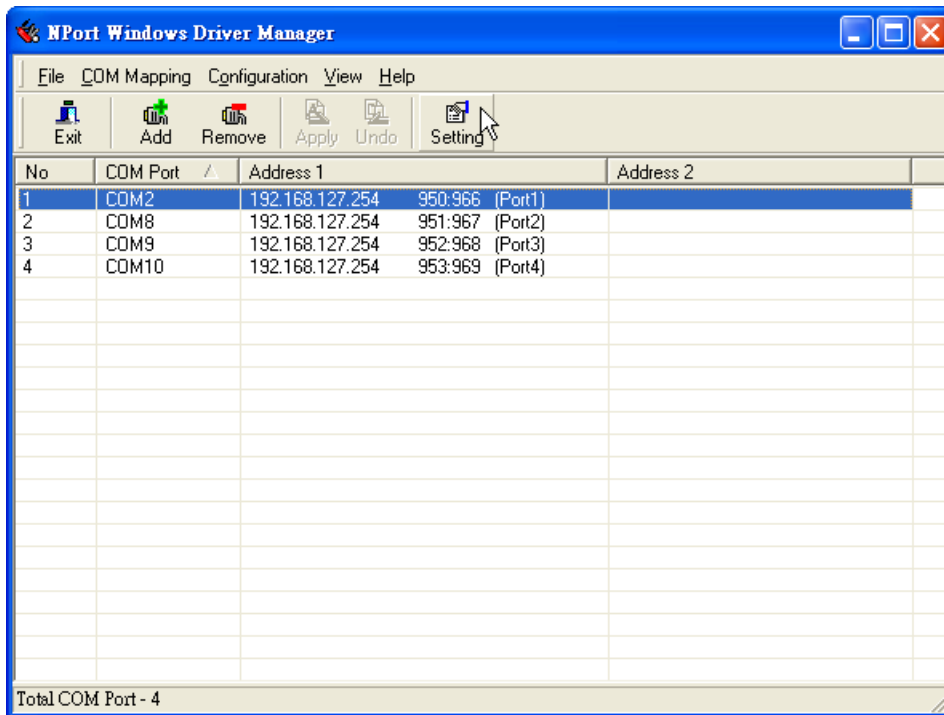 NPort Windows Driver Manager
File COM Mapping Configuration View Help
Exit Add Remove Apply Undo Setting
No COM Port Address 1 Address 2
1 COM2 192.168.127.254 950:966 (Port1)
2 COM8 192.168.127.254 951:967 (Port2)
3 COM9 192.168.127.254 952:968 (Port3)
4 COM10 192.168.127.254 953:969 (Port4)
Total COM Port - 4